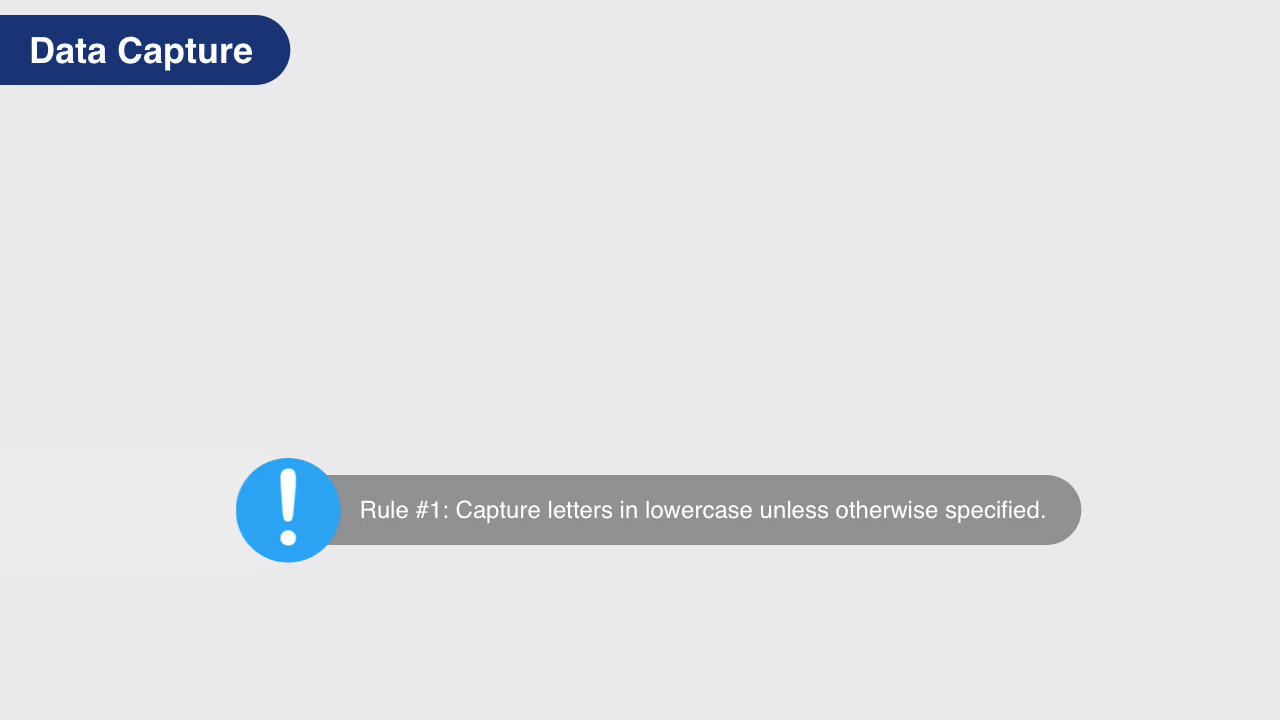 Data Capture
Rule #1: Capture letters in lowercase unless otherwise specified.